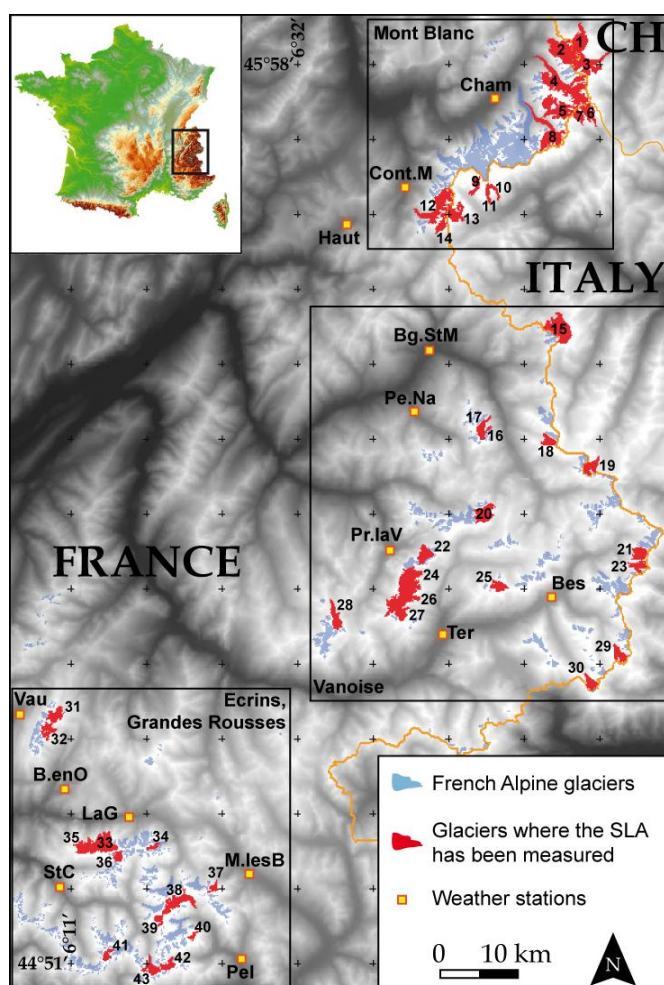 Mont Blanc
CH
6°32'
45°58'
1
2
3
4
5
6
7
8
Cham
Cont.M
9
10
11
12
13
14
Haut
ITALY
15
Bg.StM
Pe.Na
17
16
18
19
20
Pr.laV
FRANCE
22
21
23
24
25
26
27
28
Bes
Ter
29
30
Vanoise
Ecrins,
Grandes Rousses
Vau
31
32
B.enO
LaG
35
33
34
36
StC
37
M.lesB
38
39
40
41
42
43
Pel
6°11'
44°51'
French Alpine glaciers
Glaciers where the SLA
has been measured
Weather stations
0 10 km
N